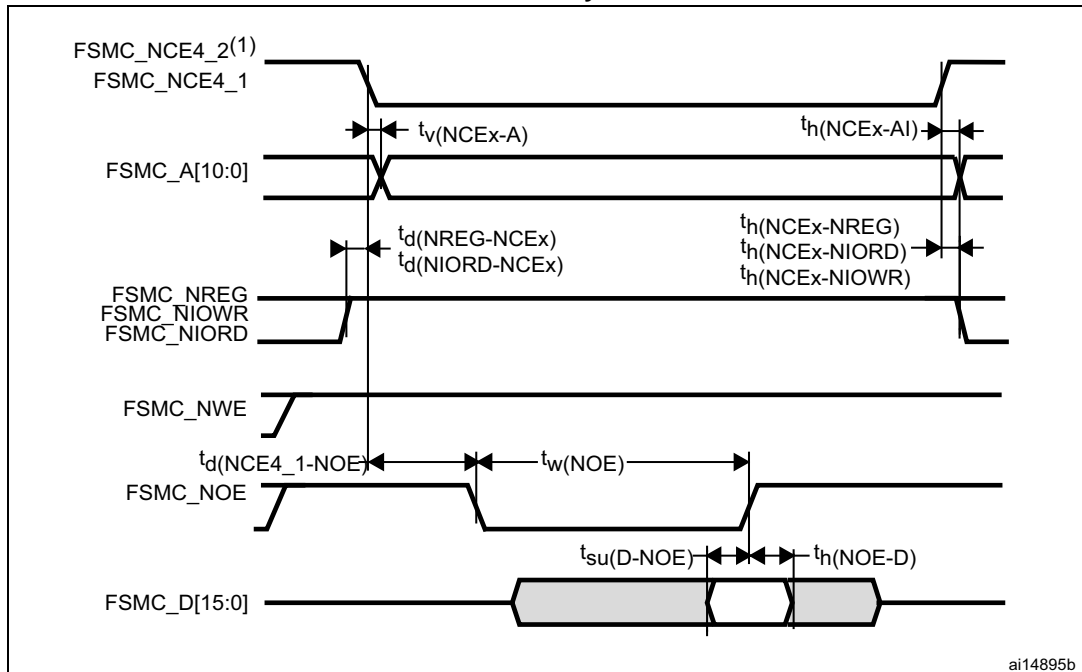 FSMC_NCE4_2(1)
FSMC_NCE4_1
tv(NCEx-A)
th(NCEx-AI)
FSMC_A[10:0]
td(NREG-NCEx)
td(NIORD-NCEx)
th(NCEx-NREG)
th(NCEx-NIORD)
th(NCEx-NIOWR)
FSMC_NREG
FSMC_NIOWR
FSMC_NIORD
FSMC_NWE
td(NCE4_1-NOE)
tw(NOE)
FSMC_NOE
tsu(D-NOE)
th(NOE-D)
FSMC_D[15:0]
ai14895b